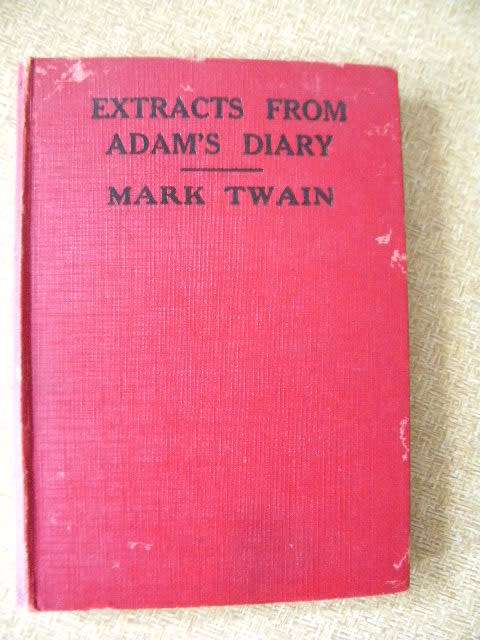 EXTRACTS FROM
ADAM'S DIARY
MARK TWAIN